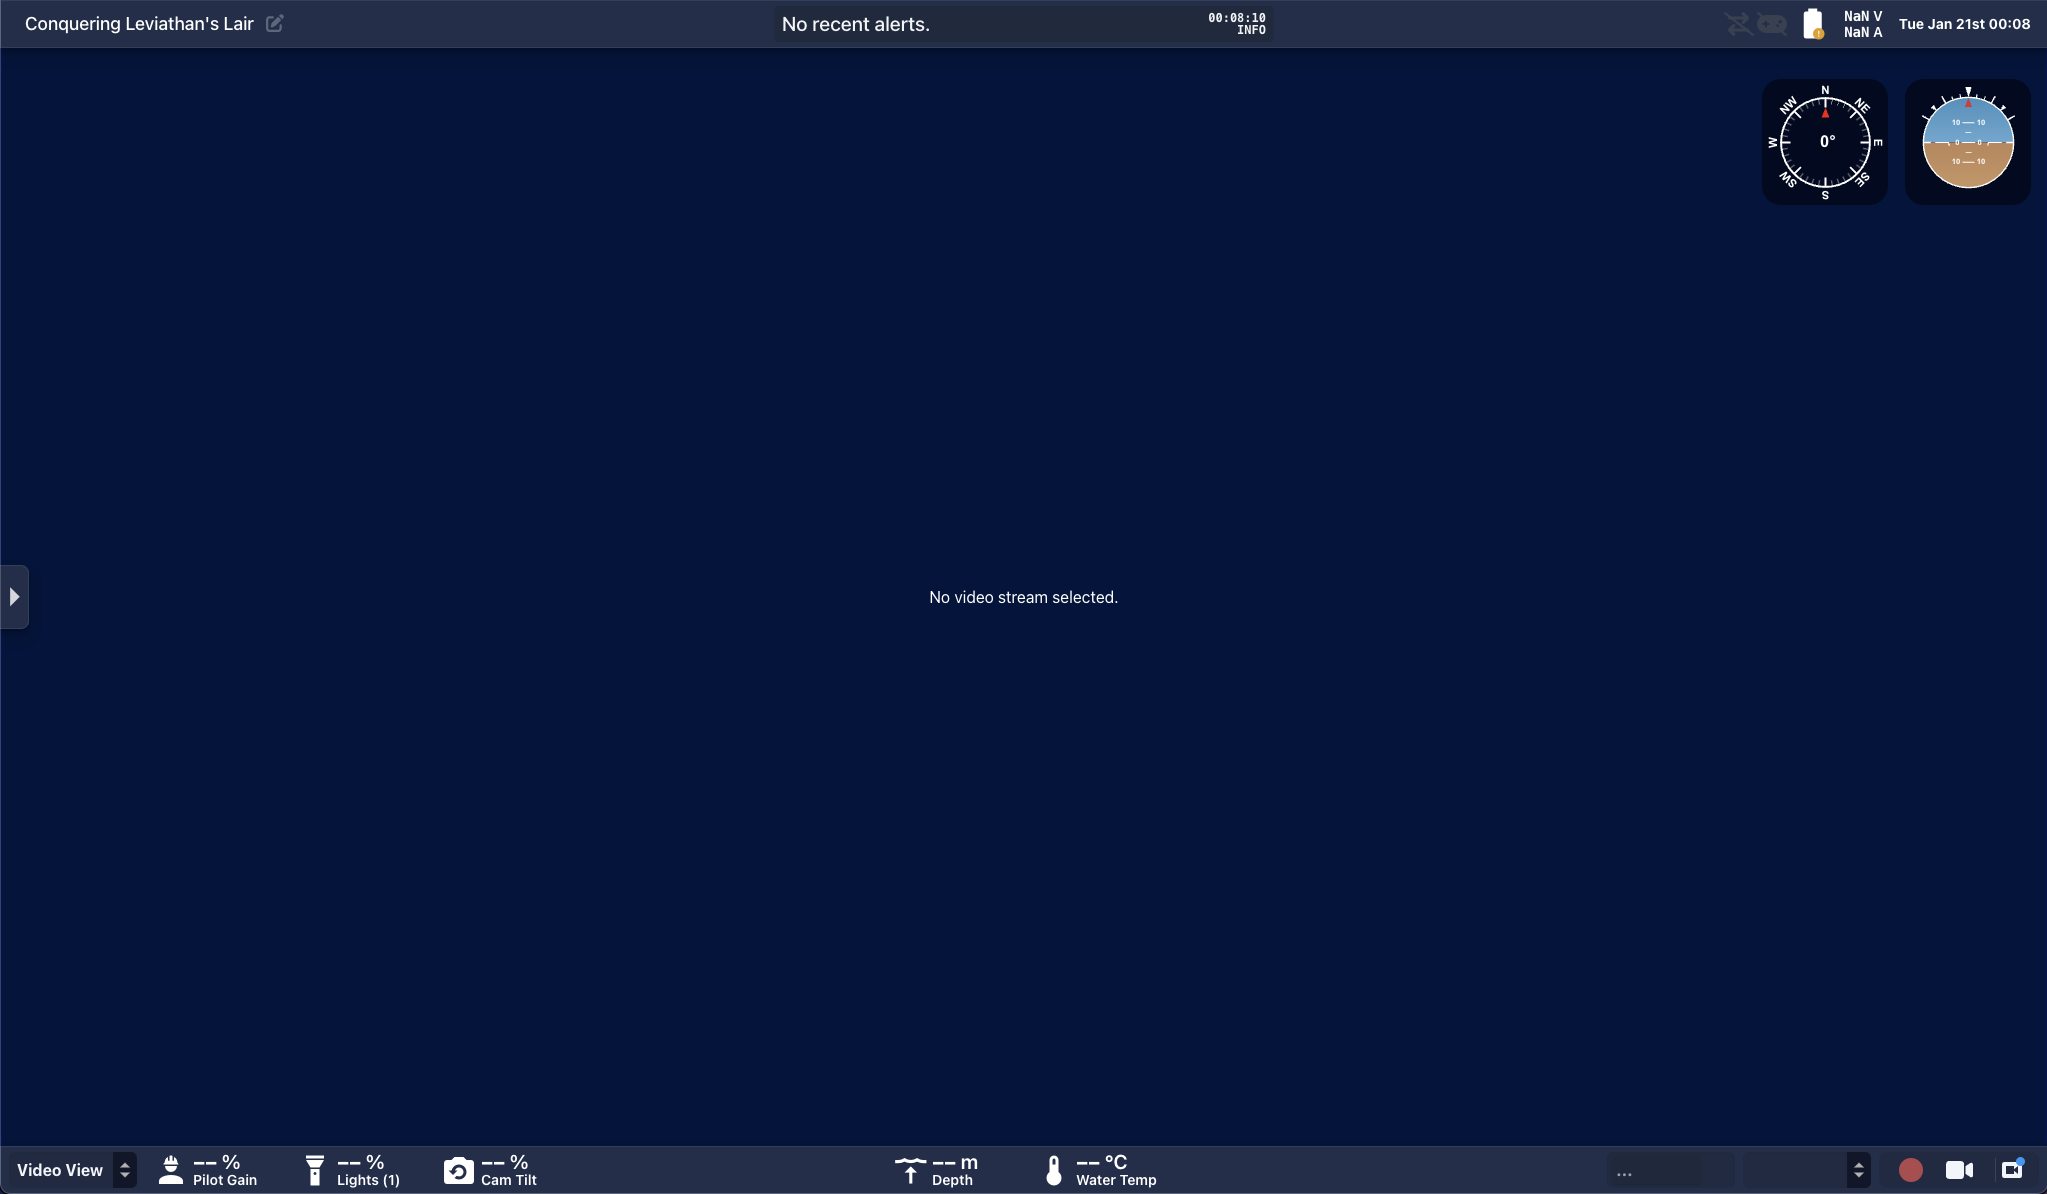 Conquering Leviathan's Lair
No recent alerts.
00:08:10
INFO
NaN V
NaN A
Tue Jan 21st 00:08
N
NE
E
SE
S
SW
W
NW
0°
10 10
0 0
10 10
No video stream selected.
Video View
-- %
Pilot Gain
-- %
Lights (1)
-- %
Cam Tilt
-- m
Depth
-- °C
Water Temp
...